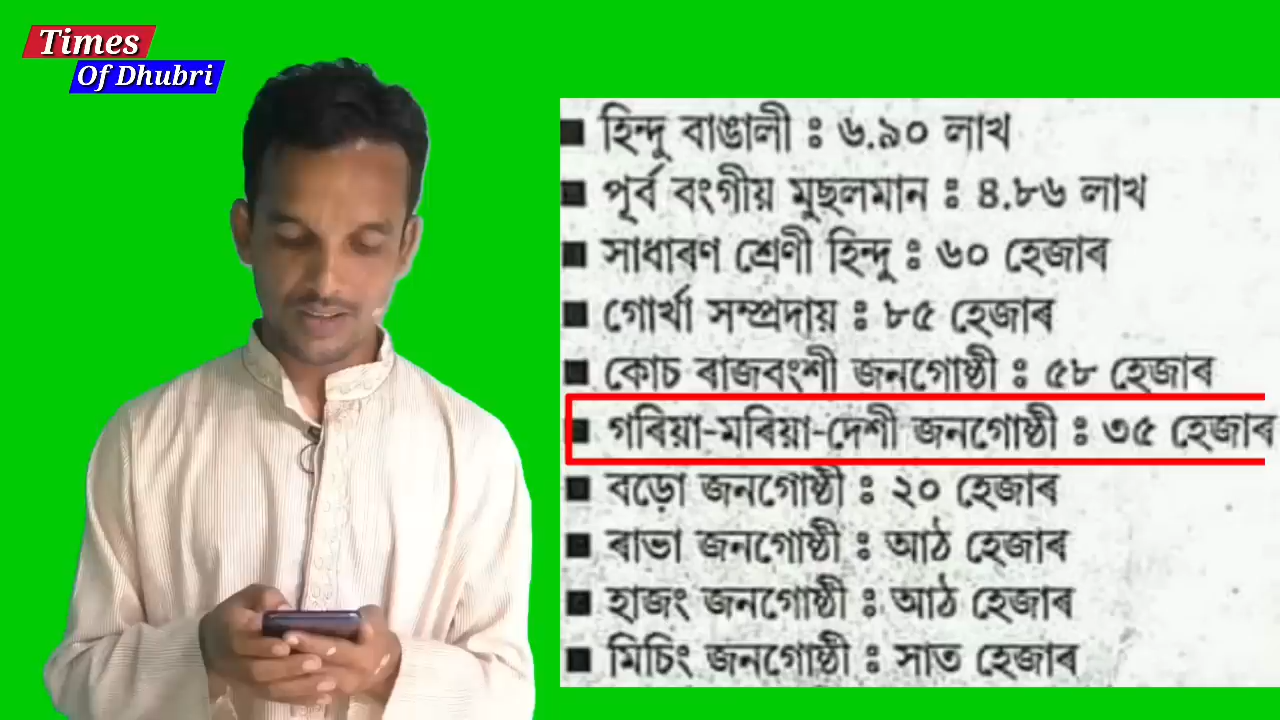 Times
Of Dhubri
■ হিন্দু বাঙালী : ৬.৯০ লাখ
■ পূৰ্ব বংগীয় মুছলমান : ৪.৮৬ লাখ
■ সাধাৰণ শ্ৰেণী হিন্দু : ৬০ হেজাৰ
■ গোৰ্খা সম্প্ৰদায় : ৮৫ হেজাৰ
■ কোচ ৰাজবংশী জনগোষ্ঠী : ৫৮ হেজাৰ
■ গৰিয়া-মৰিয়া-দেশী জনগোষ্ঠী : ৩৫ হেজাৰ
■ বড়ো জনগোষ্ঠী : ২০ হেজাৰ
■ ৰাভা জনগোষ্ঠী : আঠ হেজাৰ
■ হাজং জনগোষ্ঠী : আঠ হেজাৰ
■ মিচিং জনগোষ্ঠী : সাত হেজাৰ